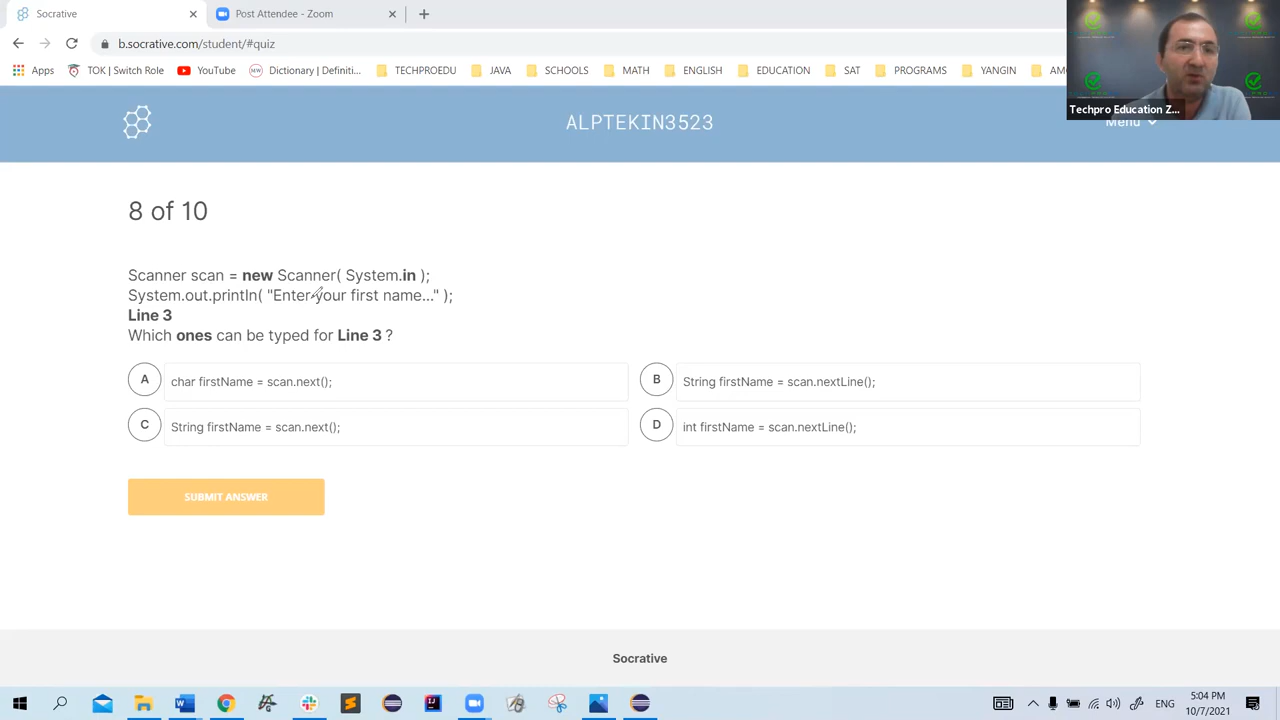 Socrative
Post Attendee - Zoom
b.socrative.com/student/#quiz
Apps
TOK | Switch Role
YouTube
Dictionary | Definiti...
TECHPROEDU
JAVA
SCHOOLS
MATH
ENGLISH
EDUCATION
SAT
PROGRAMS
YANGIN
Techpro Education Z...
ALPTEKIN3523
Menu
8 of 10
Scanner scan = new Scanner( System.in );
System.out.println( "Enter your first name..." );
Line 3
Which ones can be typed for Line 3 ?
A
char firstName = scan.next();
B
String firstName = scan.nextLine();
C
String firstName = scan.next();
D
int firstName = scan.nextLine();
SUBMIT ANSWER
Socrative
ENG
5:04 PM
10/7/2021